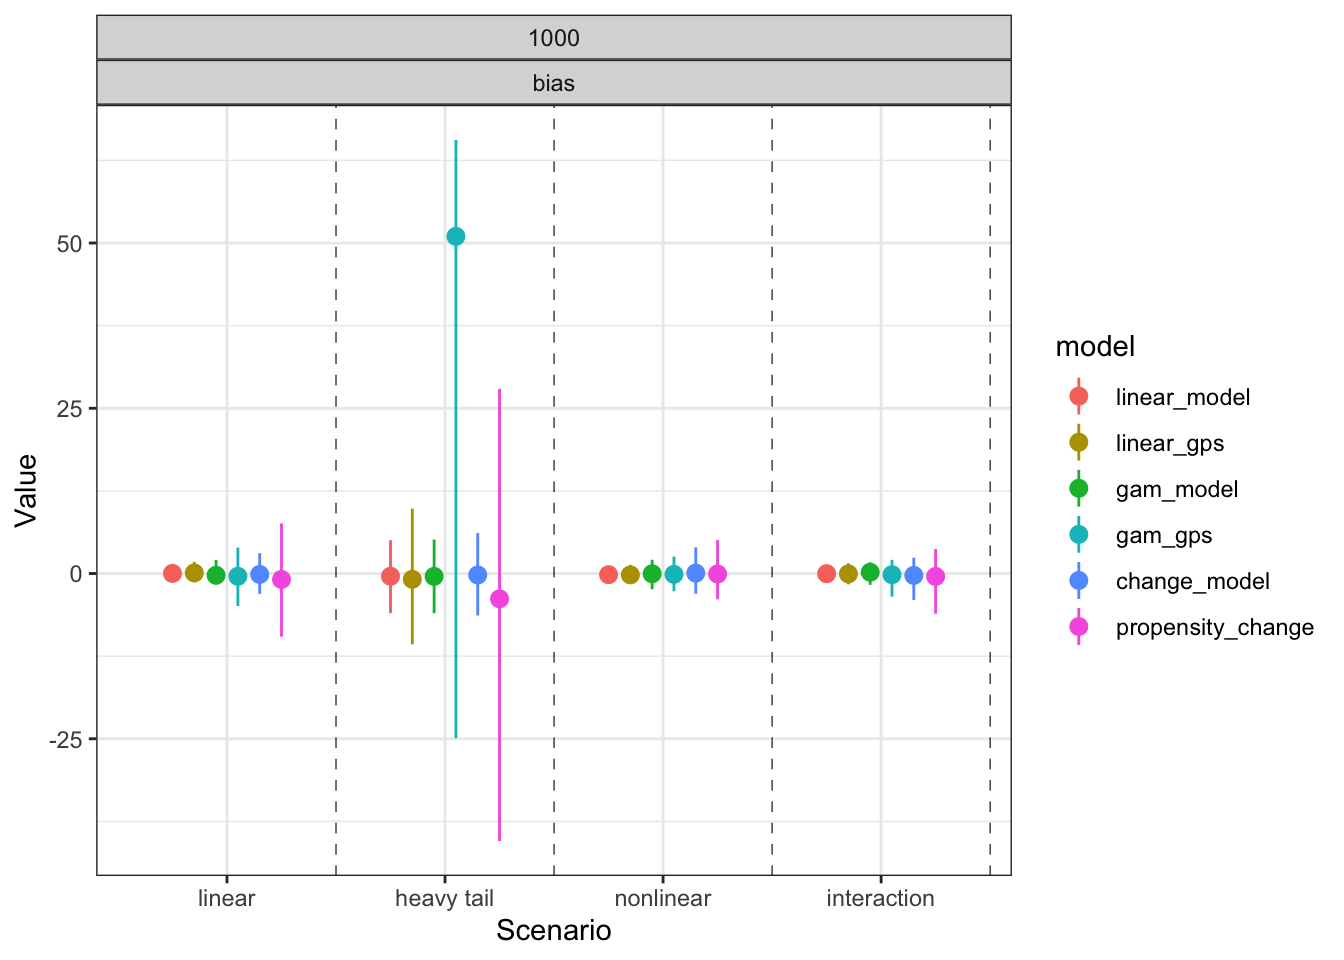 1000
bias
50
25
0
-25
Value
linear
heavy tail
nonlinear
interaction
Scenario
model
linear_model
linear_gps
gam_model
gam_gps
change_model
propensity_change